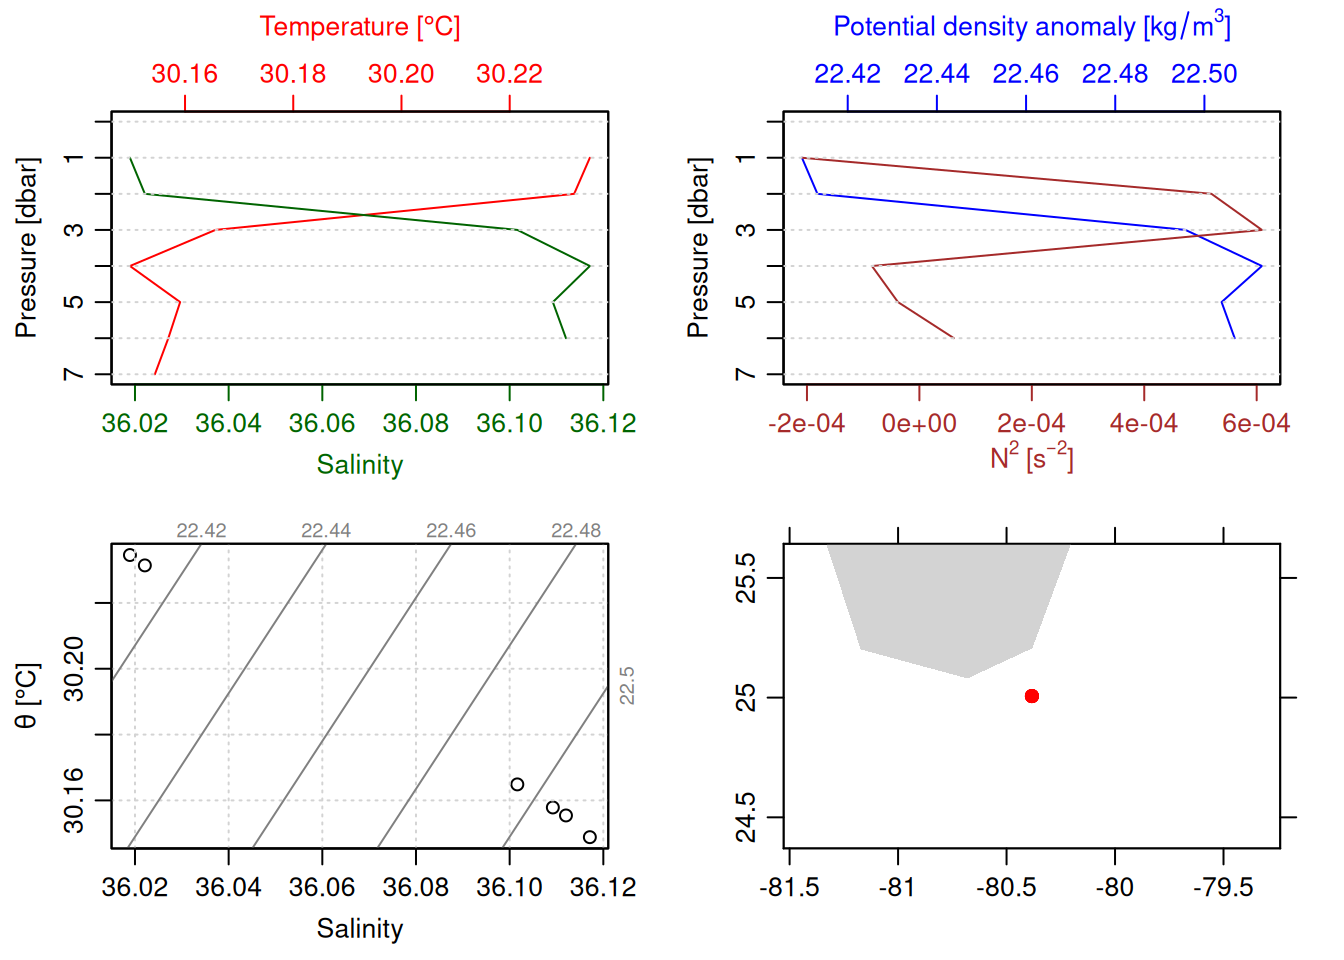 Temperature [°C]
30.16 30.18 30.20 30.22
Pressure [dbar]
1
3
5
7
36.02 36.04 36.06 36.08 36.10 36.12
Salinity
Potential density anomaly [kg/m³]
22.42 22.44 22.46 22.48 22.50
Pressure [dbar]
1
3
5
7
-2e-04 0e+00 2e-04 4e-04 6e-04
N² [s⁻²]
22.42 22.44 22.46 22.48
22.5
θ [°C]
30.20
30.16
36.02 36.04 36.06 36.08 36.10 36.12
Salinity
25.5
25
24.5
-81.5 -81 -80.5 -80 -79.5